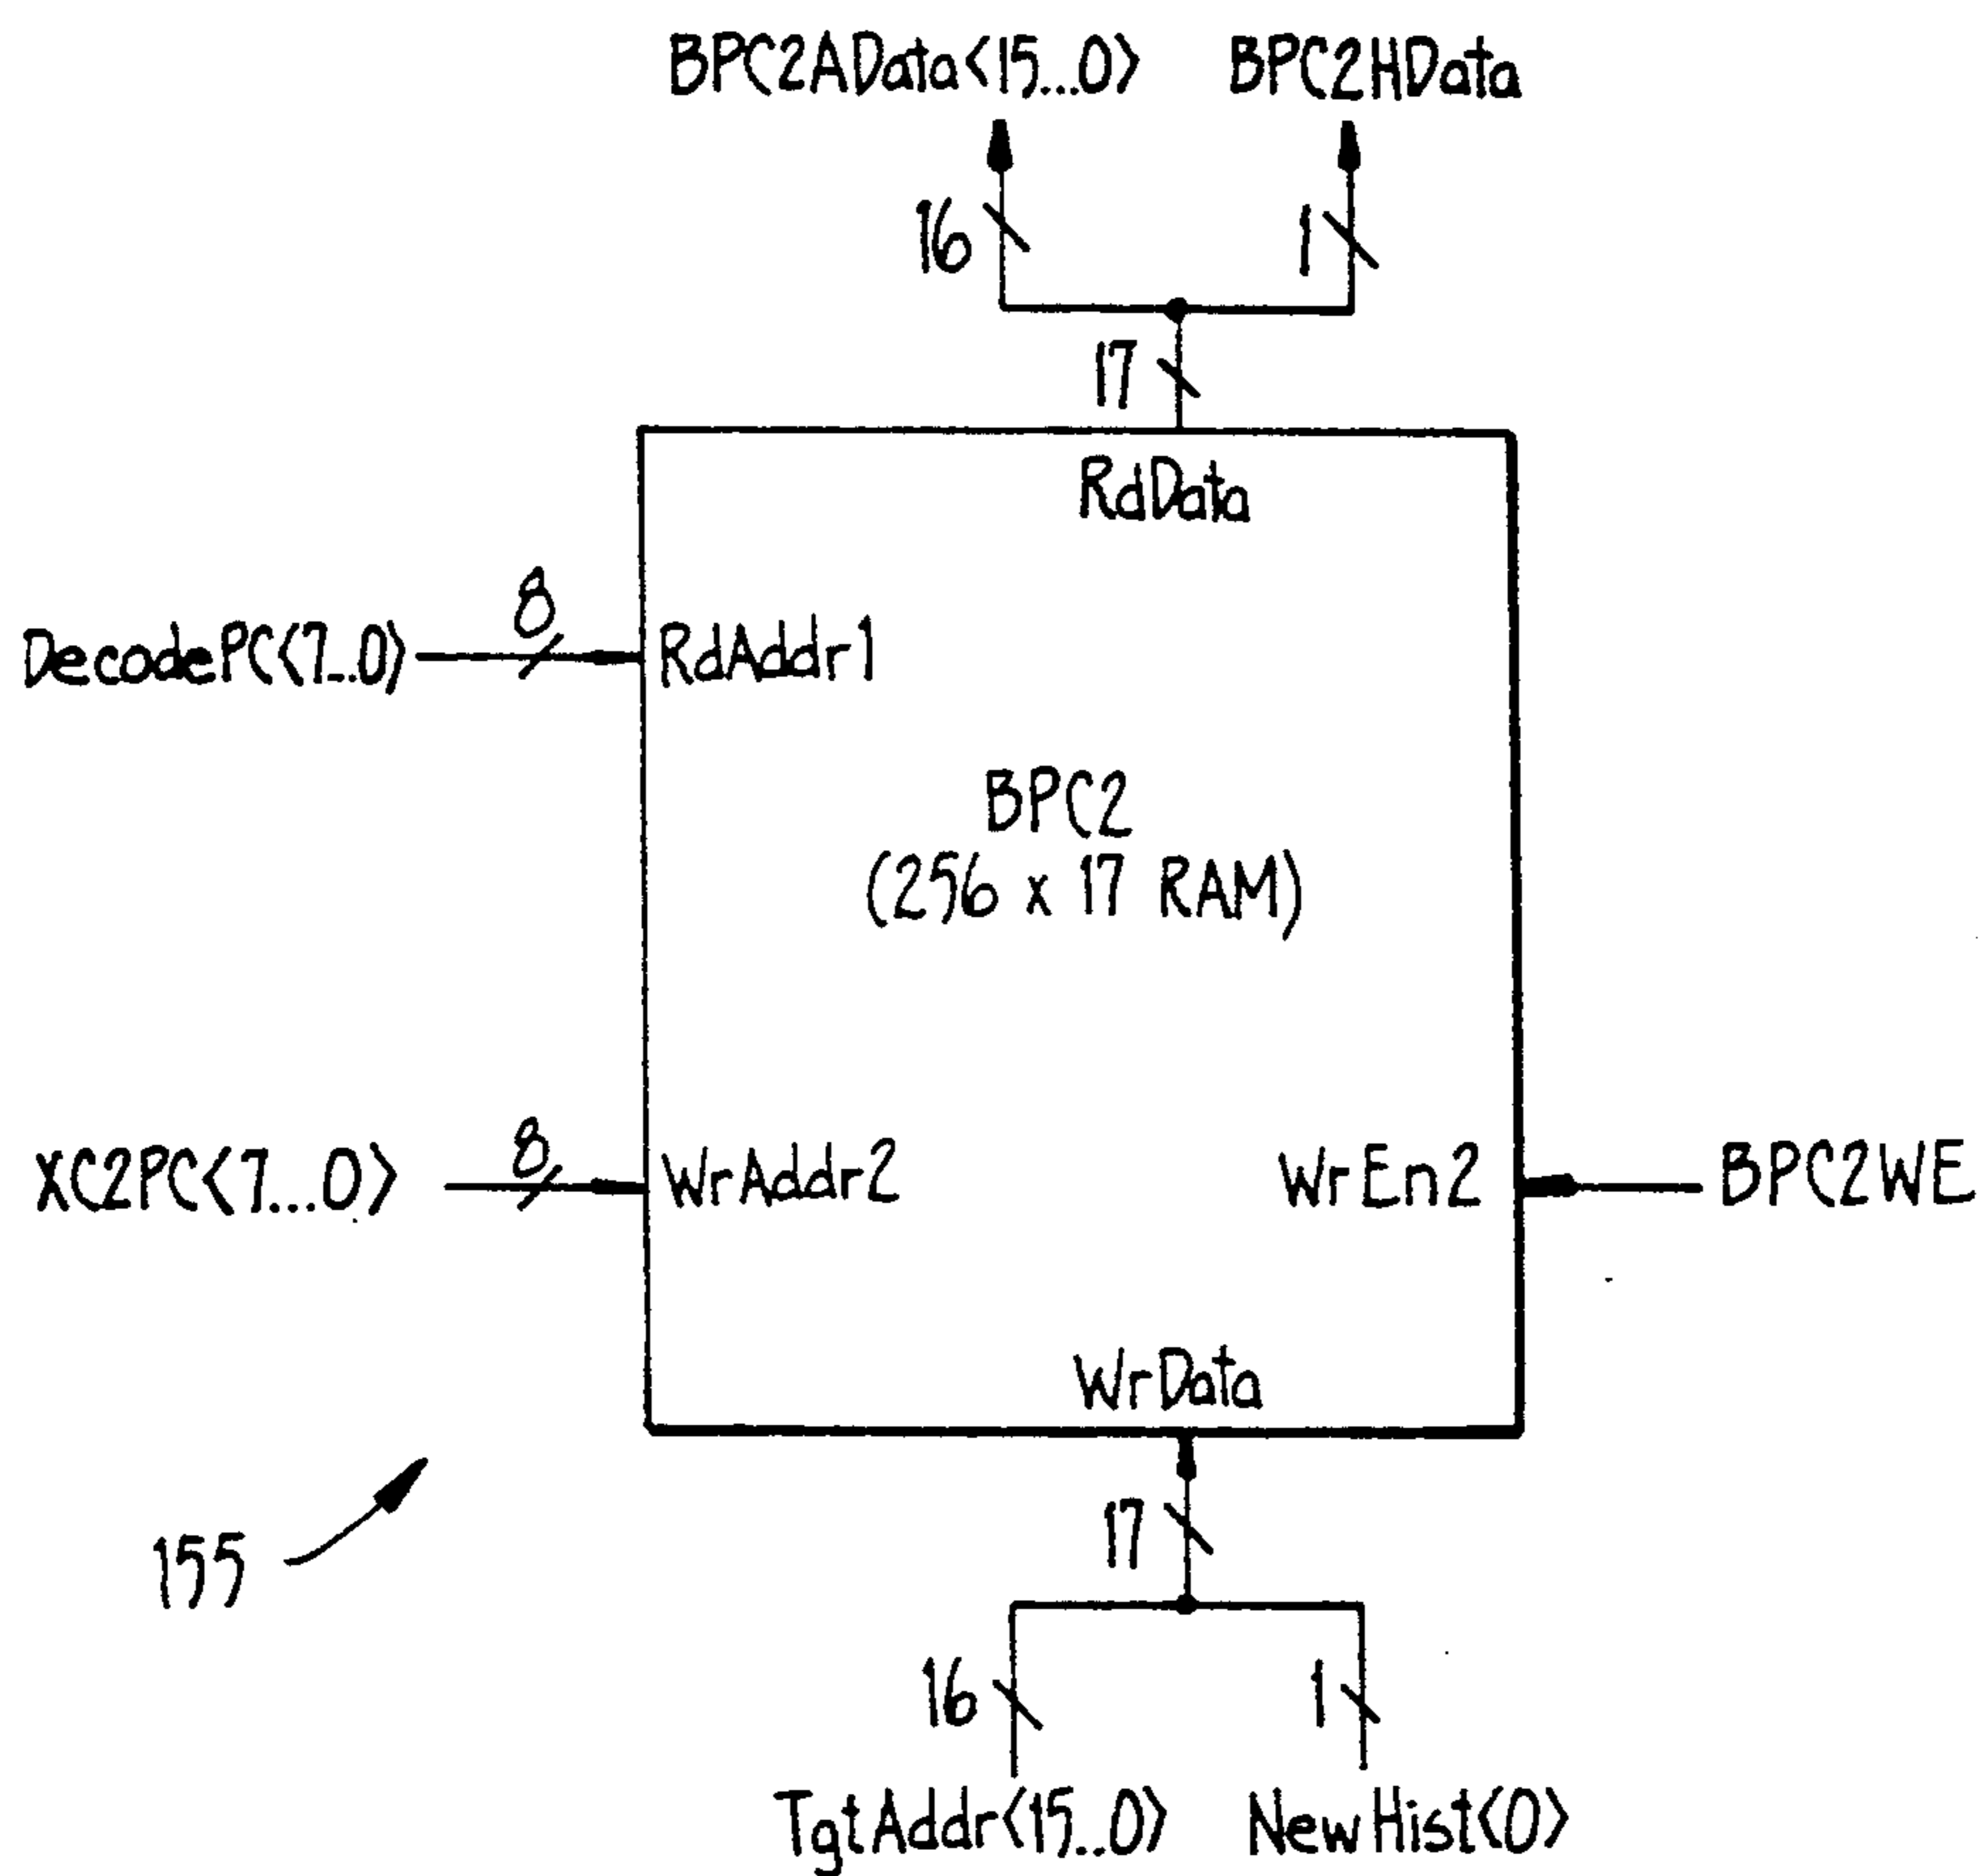 BPC2AData<15...0> BPC2HData
16 1
17
RdData
8
DecodePC<7...0> RdAddr1
BPC2
(256 x 17 RAM)
8
XC2PC<7...0> WrAddr2 WrEn2 BPC2WE
WrData
17
155
16 1
TgtAddr<15...0> NewHist<0>